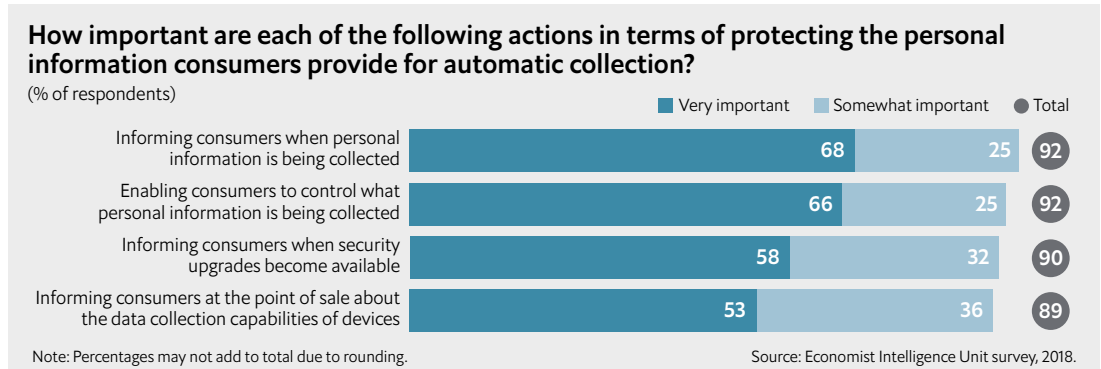 How important are each of the following actions in terms of protecting the personal
information consumers provide for automatic collection?
(% of respondents)
Very important Somewhat important Total
Informing consumers when personal
information is being collected
68 25 92
Enabling consumers to control what
personal information is being collected
66 25 92
Informing consumers when security
upgrades become available
58 32 90
Informing consumers at the point of sale about
the data collection capabilities of devices
53 36 89
Note: Percentages may not add to total due to rounding.
Source: Economist Intelligence Unit survey, 2018.